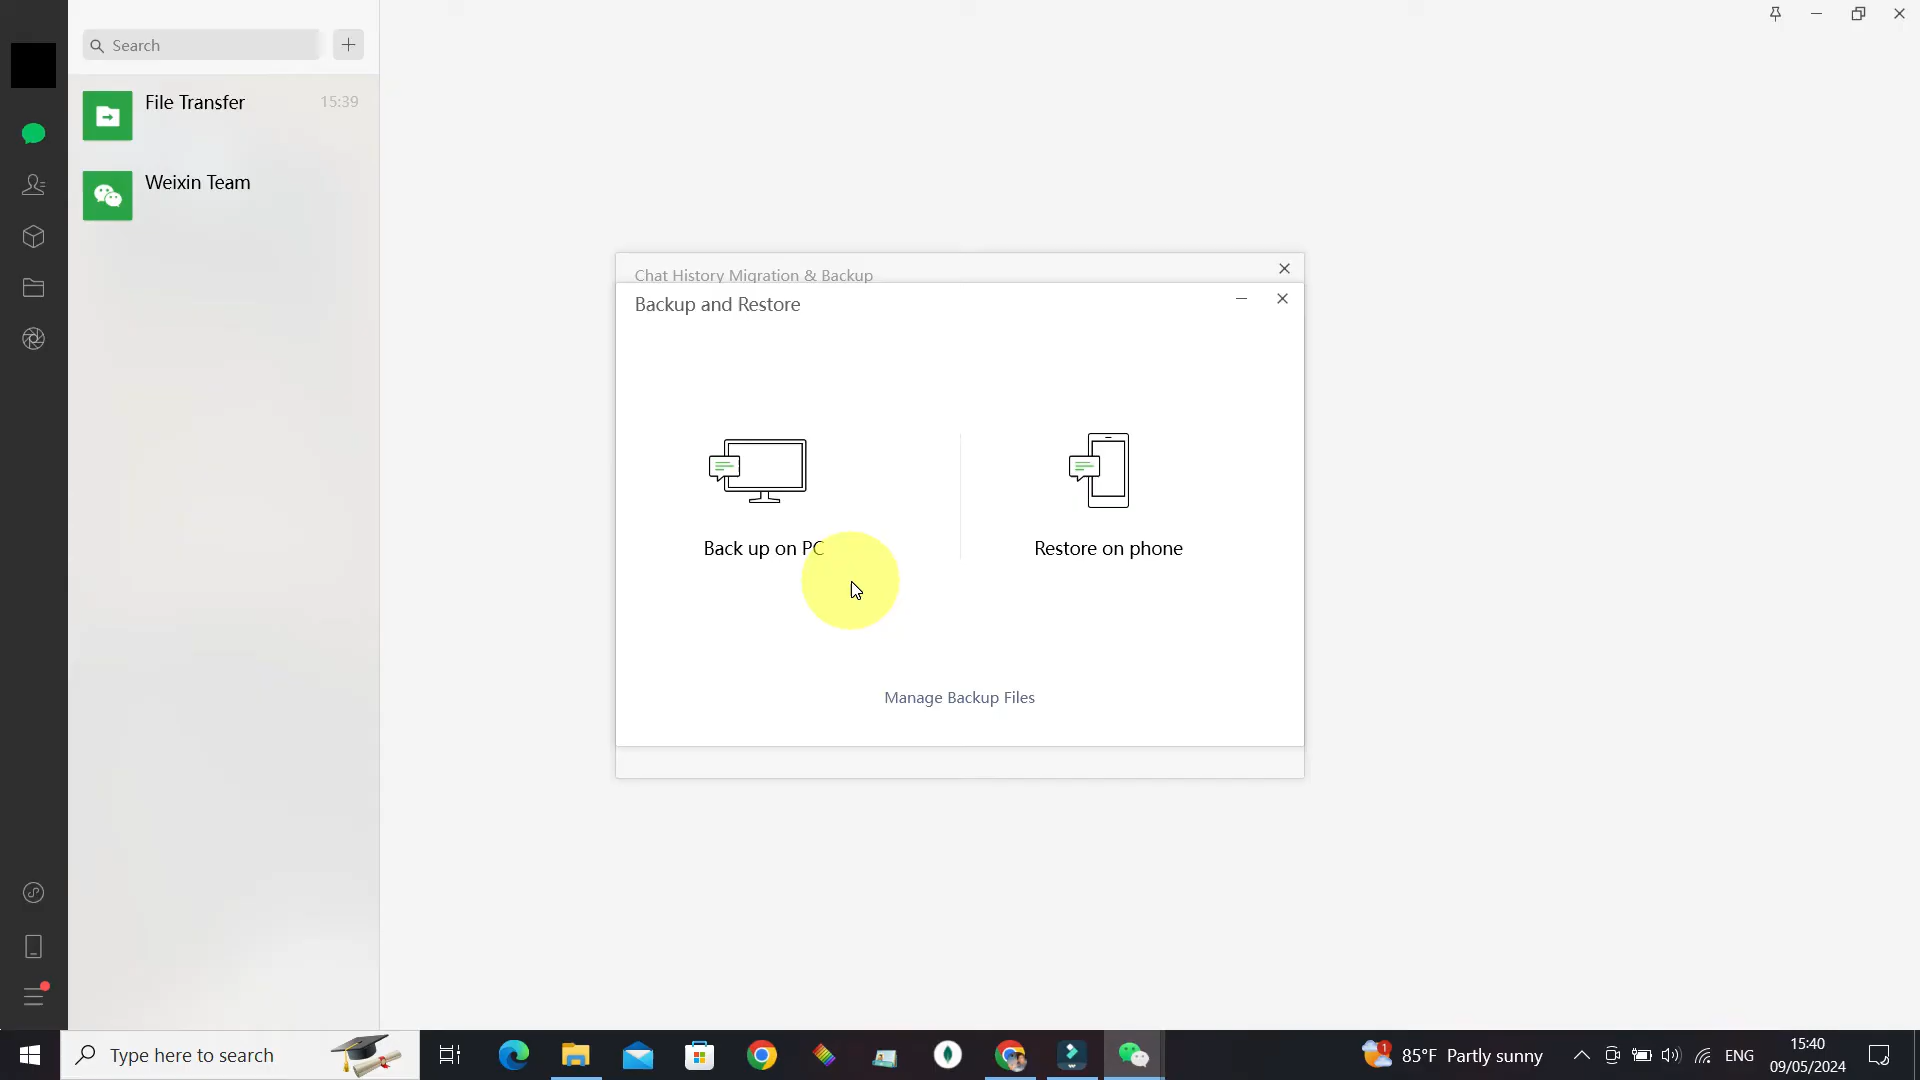 Search
File Transfer 15:39
Weixin Team
Chat History Migration & Backup
Backup and Restore
Back up on PC
Restore on phone
Manage Backup Files
Type here to search
1
85°F Partly sunny
ENG
15:40
09/05/2024